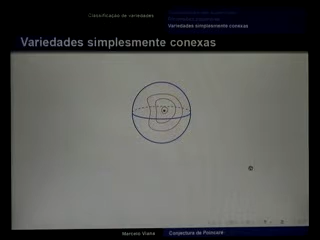 Classificação de variedades
Variedades simplesmente conexas
Variedades simplesmente conexas
Marcelo Viana
Conjectura de Poincaré